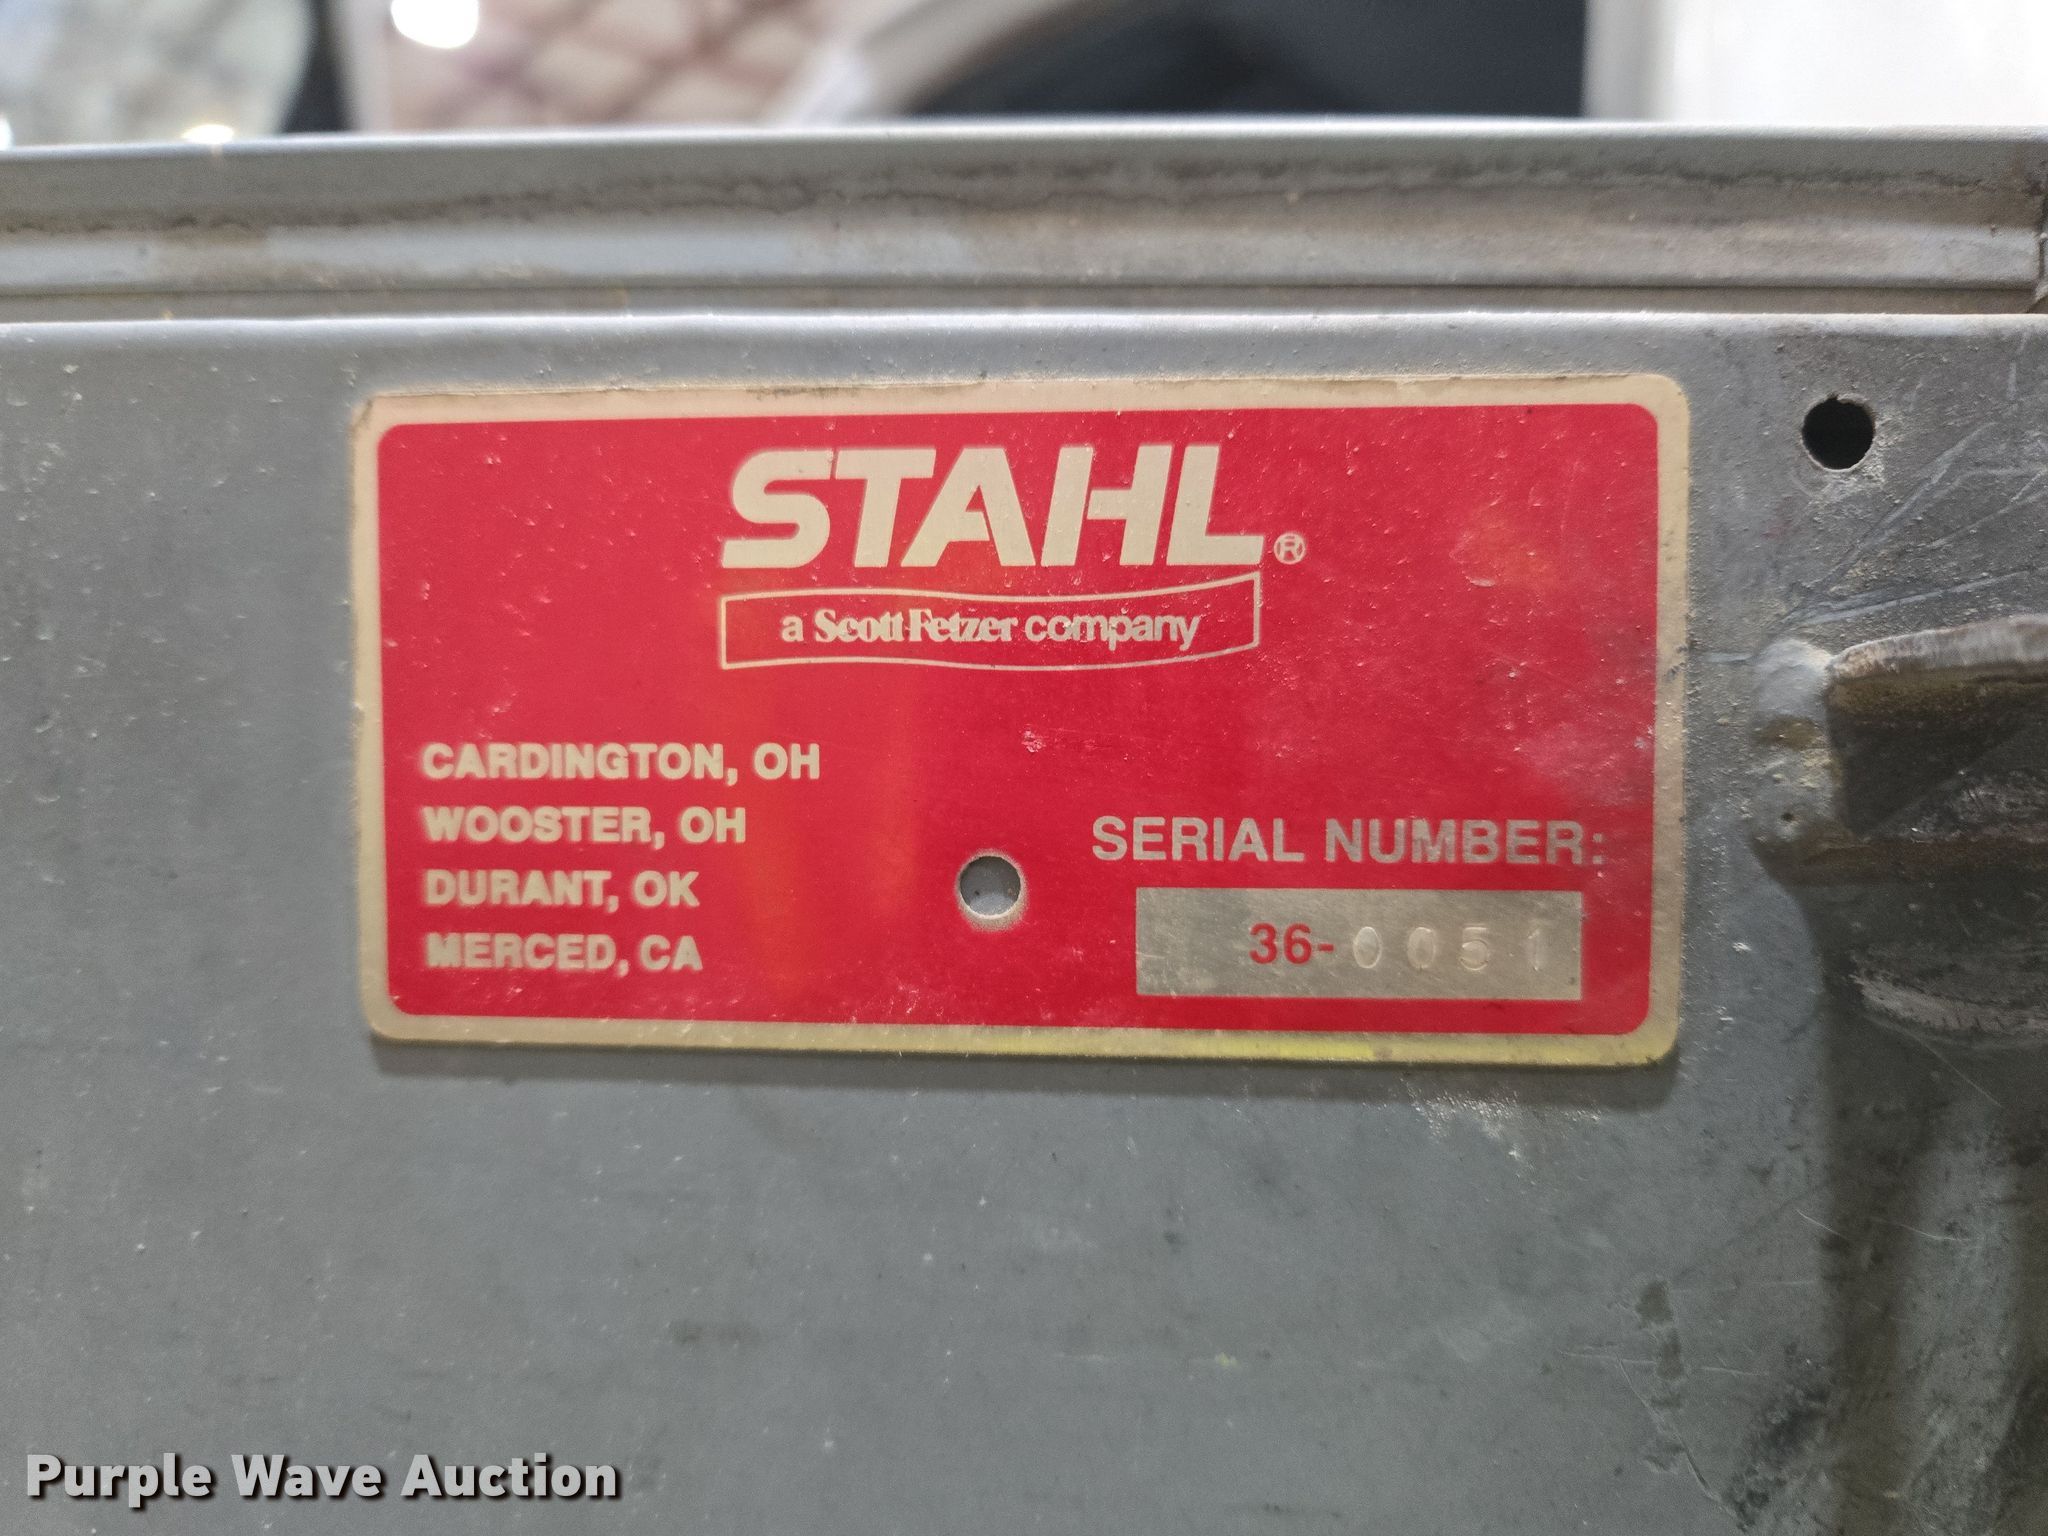 STAHL®
a Scott Fetzer company
CARDINGTON, OH
WOOSTER, OH
DURANT, OK
MERCED, CA
SERIAL NUMBER:
36-0051
Purple Wave Auction